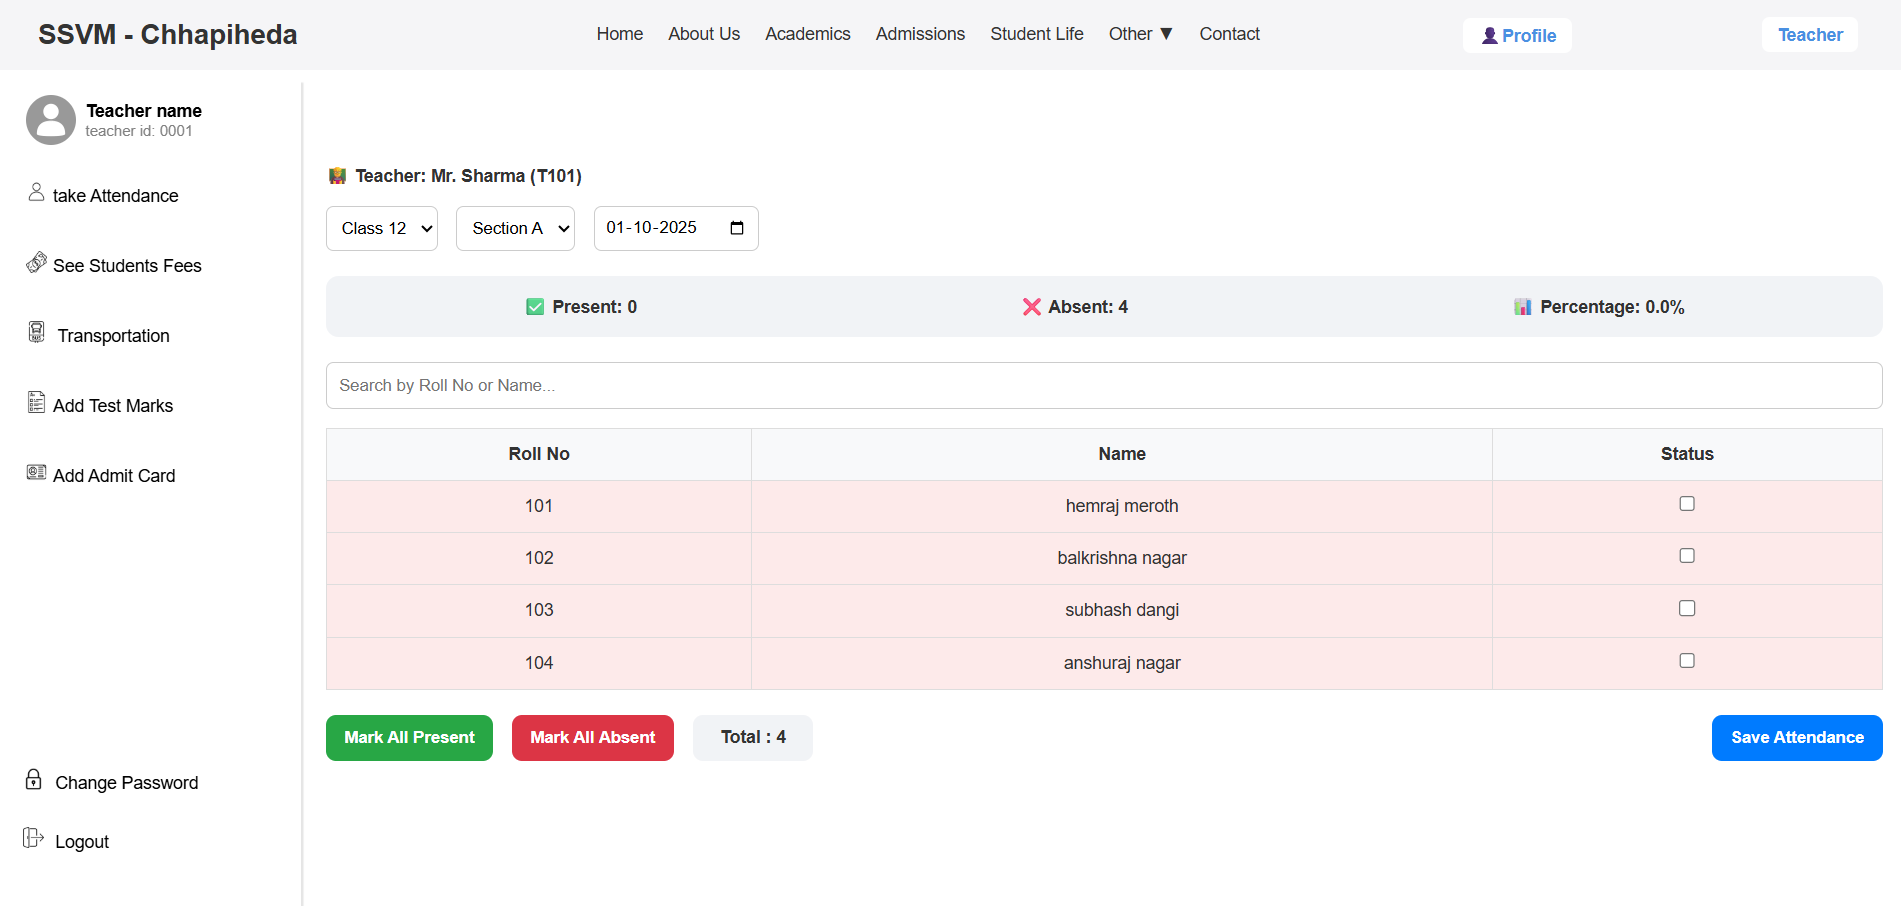 SSVM - Chhapiheda
Home About Us Academics Admissions Student Life Other ▼ Contact
Profile
Teacher
Teacher name
teacher id: 0001
take Attendance
See Students Fees
Transportation
Add Test Marks
Add Admit Card
Change Password
Logout
Teacher: Mr. Sharma (T101)
Class 12 Section A 01-10-2025
Present: 0 Absent: 4 Percentage: 0.0%
Search by Roll No or Name...
Roll No Name Status
101 hemraj meroth
102 balkrishna nagar
103 subhash dangi
104 anshuraj nagar
Mark All Present Mark All Absent Total : 4 Save Attendance